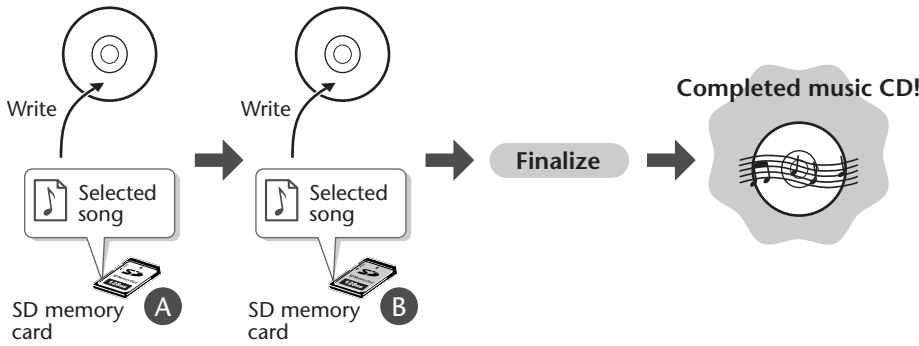 Write
Selected
song
SD memory
card
A
Write
Selected
song
SD memory
card
B
Finalize
Completed music CD!